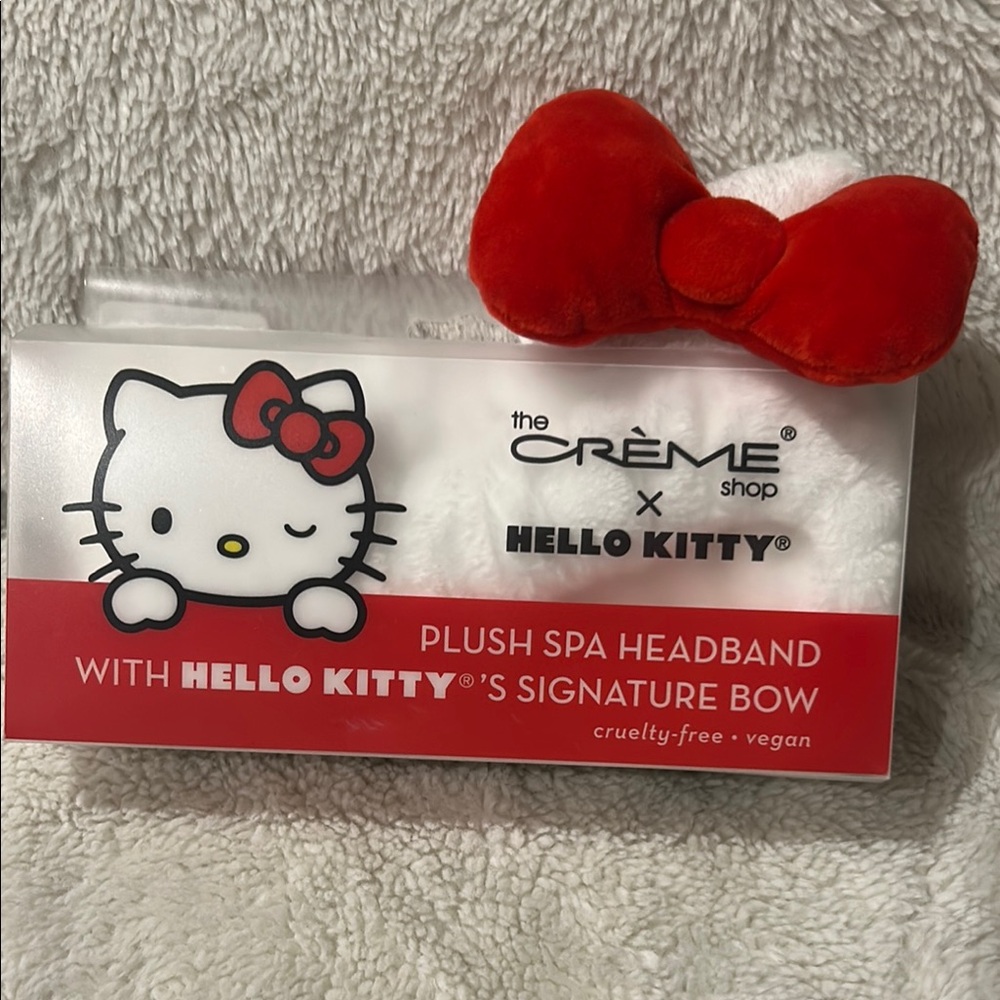 the
CRÈME®
shop
×
HELLO KITTY®
PLUSH SPA HEADBAND
WITH HELLO KITTY®'S SIGNATURE BOW
cruelty-free • vegan